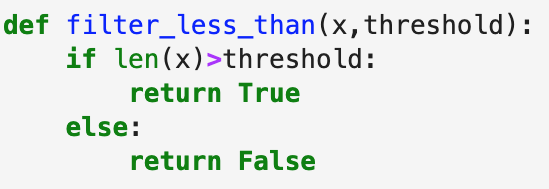 def filter_less_than(x,threshold):
    if len(x)>threshold:
        return True
    else:
        return False